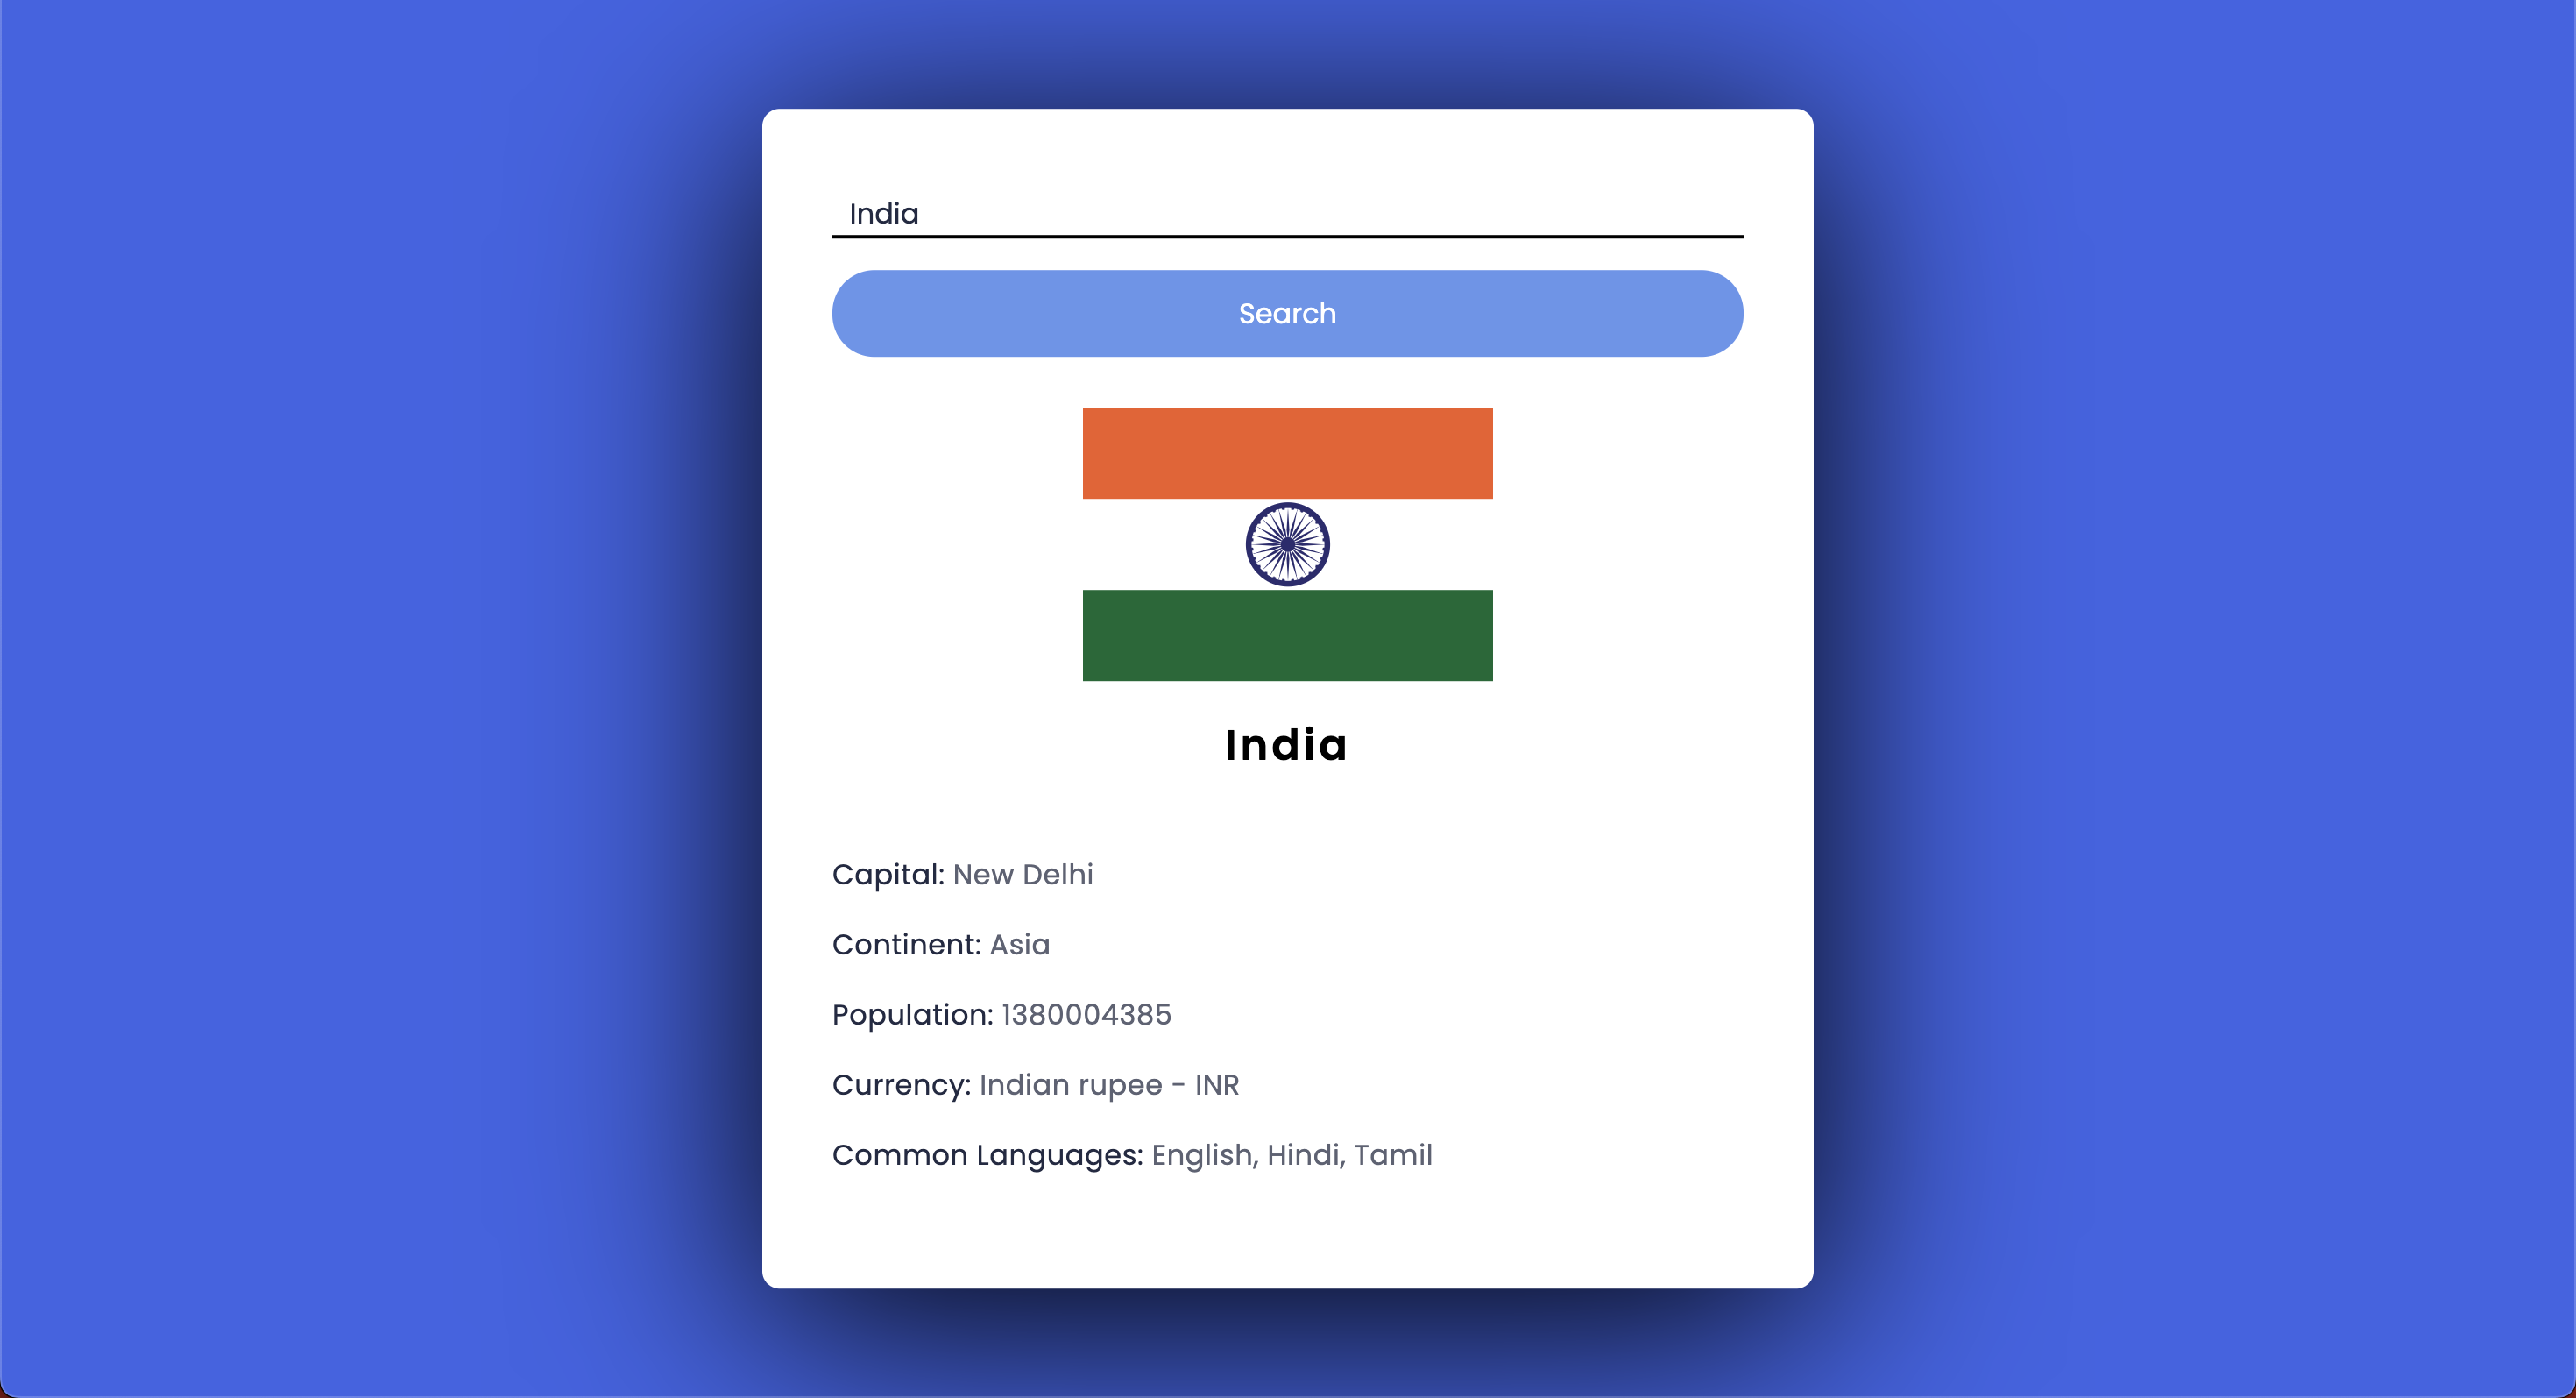 India
Search
India
Capital: New Delhi
Continent: Asia
Population: 1380004385
Currency: Indian rupee - INR
Common Languages: English, Hindi, Tamil